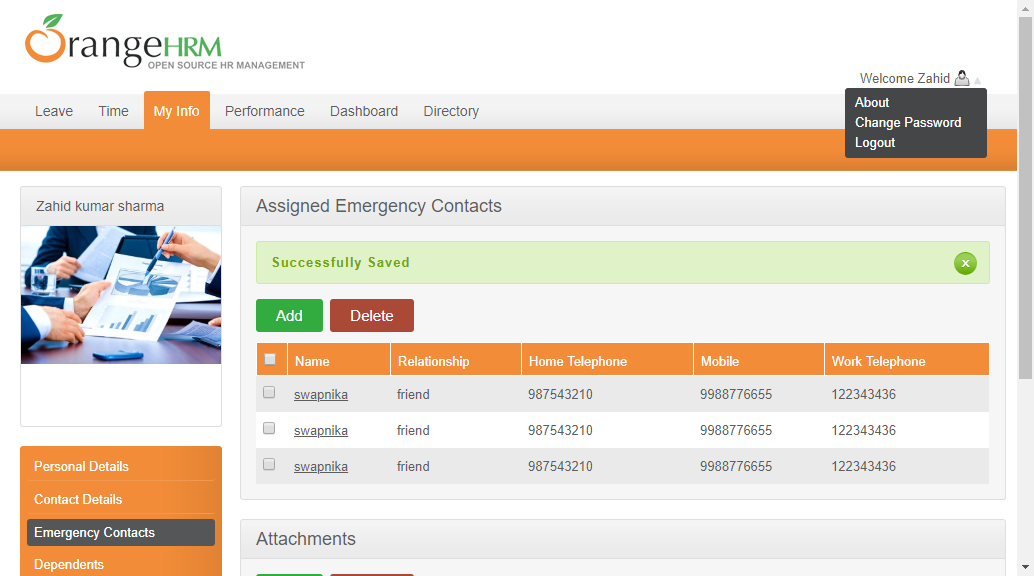 OrangeHRM
OPEN SOURCE HR MANAGEMENT
Welcome Zahid
About
Change Password
Logout
Leave Time My Info Performance Dashboard Directory
Zahid kumar sharma
Personal Details
Contact Details
Emergency Contacts
Dependents
Assigned Emergency Contacts
Successfully Saved
Add Delete
Name Relationship Home Telephone Mobile Work Telephone
swapnika friend 987543210 9988776655 122343436
swapnika friend 987543210 9988776655 122343436
swapnika friend 987543210 9988776655 122343436
Attachments